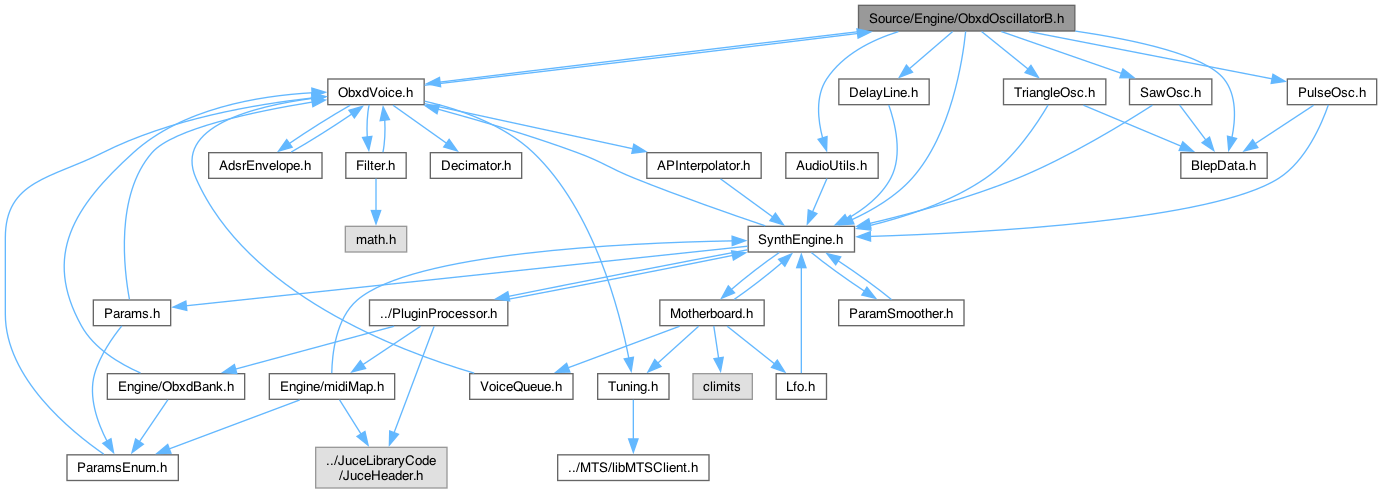 Source/Engine/ObxdOscillatorB.h
ObxdVoice.h
DelayLine.h
TriangleOsc.h
SawOsc.h
PulseOsc.h
AdsrEnvelope.h
Filter.h
Decimator.h
APInterpolator.h
AudioUtils.h
BlepData.h
math.h
SynthEngine.h
Params.h
../PluginProcessor.h
Motherboard.h
ParamSmoother.h
Engine/ObxdBank.h
Engine/midiMap.h
VoiceQueue.h
Tuning.h
climits
Lfo.h
ParamsEnum.h
../JuceLibraryCode
/JuceHeader.h
../MTS/libMTSClient.h